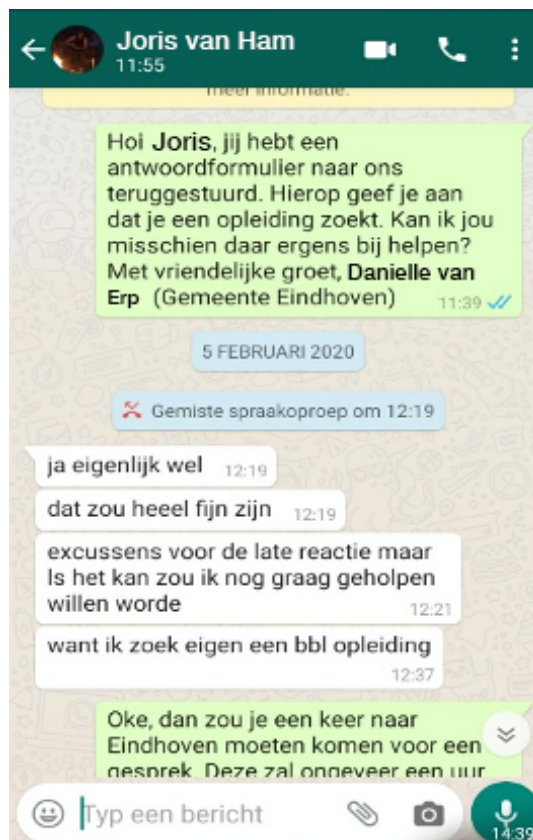 Joris van Ham
11:55
meer informatie.
Hoi Joris, jij hebt een
antwoordformulier naar ons
teruggestuurd. Hierop geef je aan
dat je een opleiding zoekt. Kan ik jou
misschien daar ergens bij helpen?
Met vriendelijke groet, Danielle van
Erp (Gemeente Eindhoven) 11:39
5 FEBRUARI 2020
Gemiste spraakoproep om 12:19
ja eigenlijk wel 12:19
dat zou heeel fijn zijn 12:19
excussens voor de late reactie maar
Is het kan zou ik nog graag geholpen
willen worde 12:21
want ik zoek eigen een bbl opleiding
12:37
Oke, dan zou je een keer naar
Eindhoven moeten komen voor een
gesprek. Deze zal ongeveer een uur
Typ een bericht
14:39